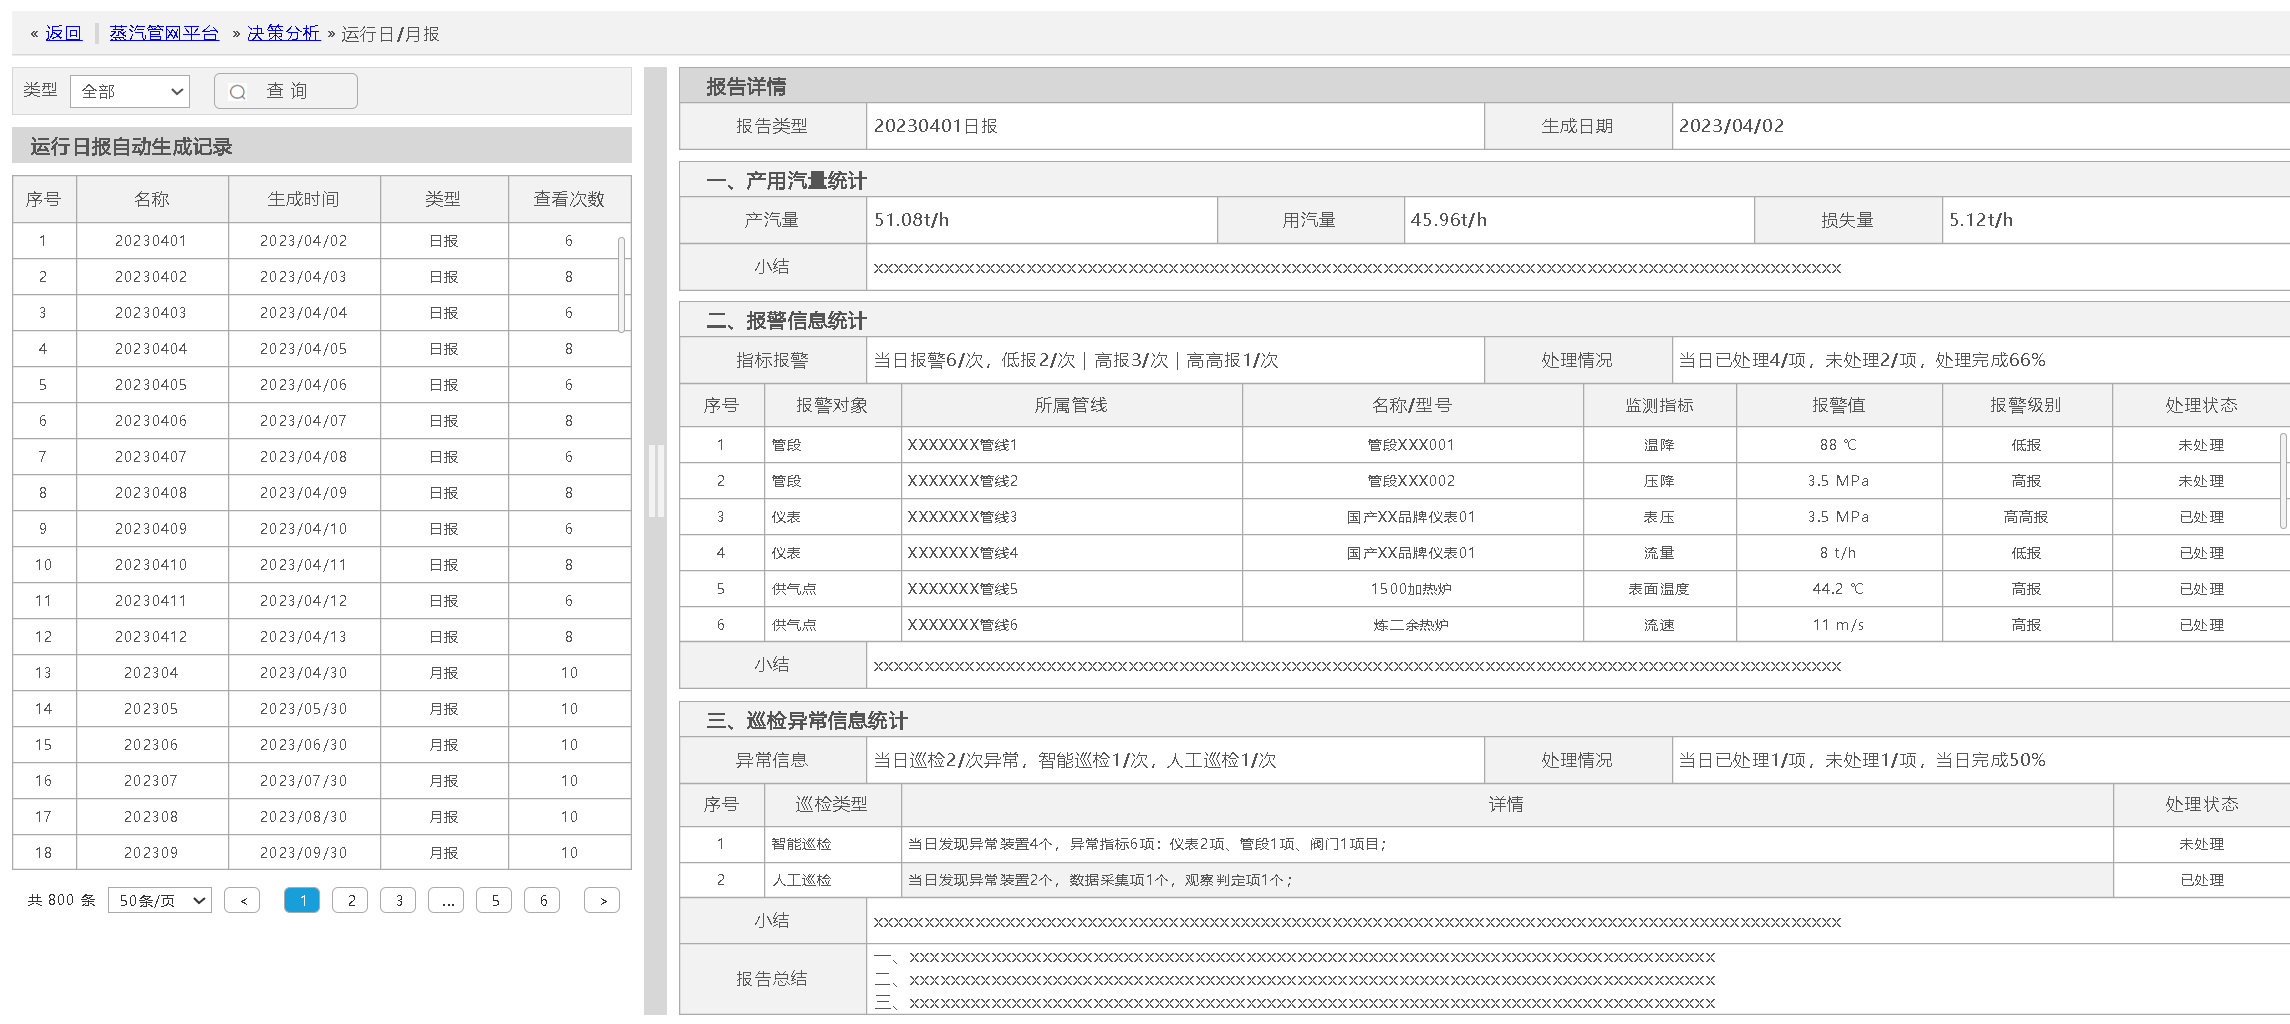 « 返回 | 蒸汽管网平台 » 决策分析 » 运行日/月报
类型 全部 查 询
运行日报自动生成记录
序号 名称 生成时间 类型 查看次数
1 20230401 2023/04/02 日报 6
2 20230402 2023/04/03 日报 8
3 20230403 2023/04/04 日报 6
4 20230404 2023/04/05 日报 8
5 20230405 2023/04/06 日报 6
6 20230406 2023/04/07 日报 8
7 20230407 2023/04/08 日报 6
8 20230408 2023/04/09 日报 8
9 20230409 2023/04/10 日报 6
10 20230410 2023/04/11 日报 8
11 20230411 2023/04/12 日报 6
12 20230412 2023/04/13 日报 8
13 202304 2023/04/30 月报 10
14 202305 2023/05/30 月报 10
15 202306 2023/06/30 月报 10
16 202307 2023/07/30 月报 10
17 202308 2023/08/30 月报 10
18 202309 2023/09/30 月报 10
共 800 条 50条/页 < 1 2 3 ... 5 6 >
报告详情
报告类型 20230401日报 生成日期 2023/04/02
一、产用汽量统计
产汽量 51.08t/h 用汽量 45.96t/h 损失量 5.12t/h
小结 xxxxxxxxxxxxxxxxxxxxxxxxxxxxxxxxxxxxxxxxxxxxxxxxxxxxxxxxxxxxxxxxxxxxxxxxxxxxxxxxxxxxxxxxxxxxxxx
二、报警信息统计
指标报警 当日报警6/次，低报2/次 | 高报3/次 | 高高报1/次 处理情况 当日已处理4/项，未处理2/项，处理完成66%
序号 报警对象 所属管线 名称/型号 监测指标 报警值 报警级别 处理状态
1 管段 XXXXXXX管线1 管段XXX001 温降 88 ℃ 低报 未处理
2 管段 XXXXXXX管线2 管段XXX002 压降 3.5 MPa 高报 未处理
3 仪表 XXXXXXX管线3 国产XX品牌仪表01 表压 3.5 MPa 高高报 已处理
4 仪表 XXXXXXX管线4 国产XX品牌仪表01 流量 8 t/h 低报 已处理
5 供气点 XXXXXXX管线5 1500加热炉 表面温度 44.2 ℃ 高报 已处理
6 供气点 XXXXXXX管线6 炼二余热炉 流速 11 m/s 高报 已处理
小结 xxxxxxxxxxxxxxxxxxxxxxxxxxxxxxxxxxxxxxxxxxxxxxxxxxxxxxxxxxxxxxxxxxxxxxxxxxxxxxxxxxxxxxxxxxxxxxx
三、巡检异常信息统计
异常信息 当日巡检2/次异常，智能巡检1/次，人工巡检1/次 处理情况 当日已处理1/项，未处理1/项，当日完成50%
序号 巡检类型 详情 处理状态
1 智能巡检 当日发现异常装置4个，异常指标6项：仪表2项、管段1项、阀门1项目； 未处理
2 人工巡检 当日发现异常装置2个，数据采集项1个，观察判定项1个； 已处理
小结 xxxxxxxxxxxxxxxxxxxxxxxxxxxxxxxxxxxxxxxxxxxxxxxxxxxxxxxxxxxxxxxxxxxxxxxxxxxxxxxxxxxxxxxxxxxxxxx
报告总结
一、xxxxxxxxxxxxxxxxxxxxxxxxxxxxxxxxxxxxxxxxxxxxxxxxxxxxxxxxxxxxxxxxxxxxxxxxxxxxxxx
二、xxxxxxxxxxxxxxxxxxxxxxxxxxxxxxxxxxxxxxxxxxxxxxxxxxxxxxxxxxxxxxxxxxxxxxxxxxxxxxx
三、xxxxxxxxxxxxxxxxxxxxxxxxxxxxxxxxxxxxxxxxxxxxxxxxxxxxxxxxxxxxxxxxxxxxxxxxxxxxxxx